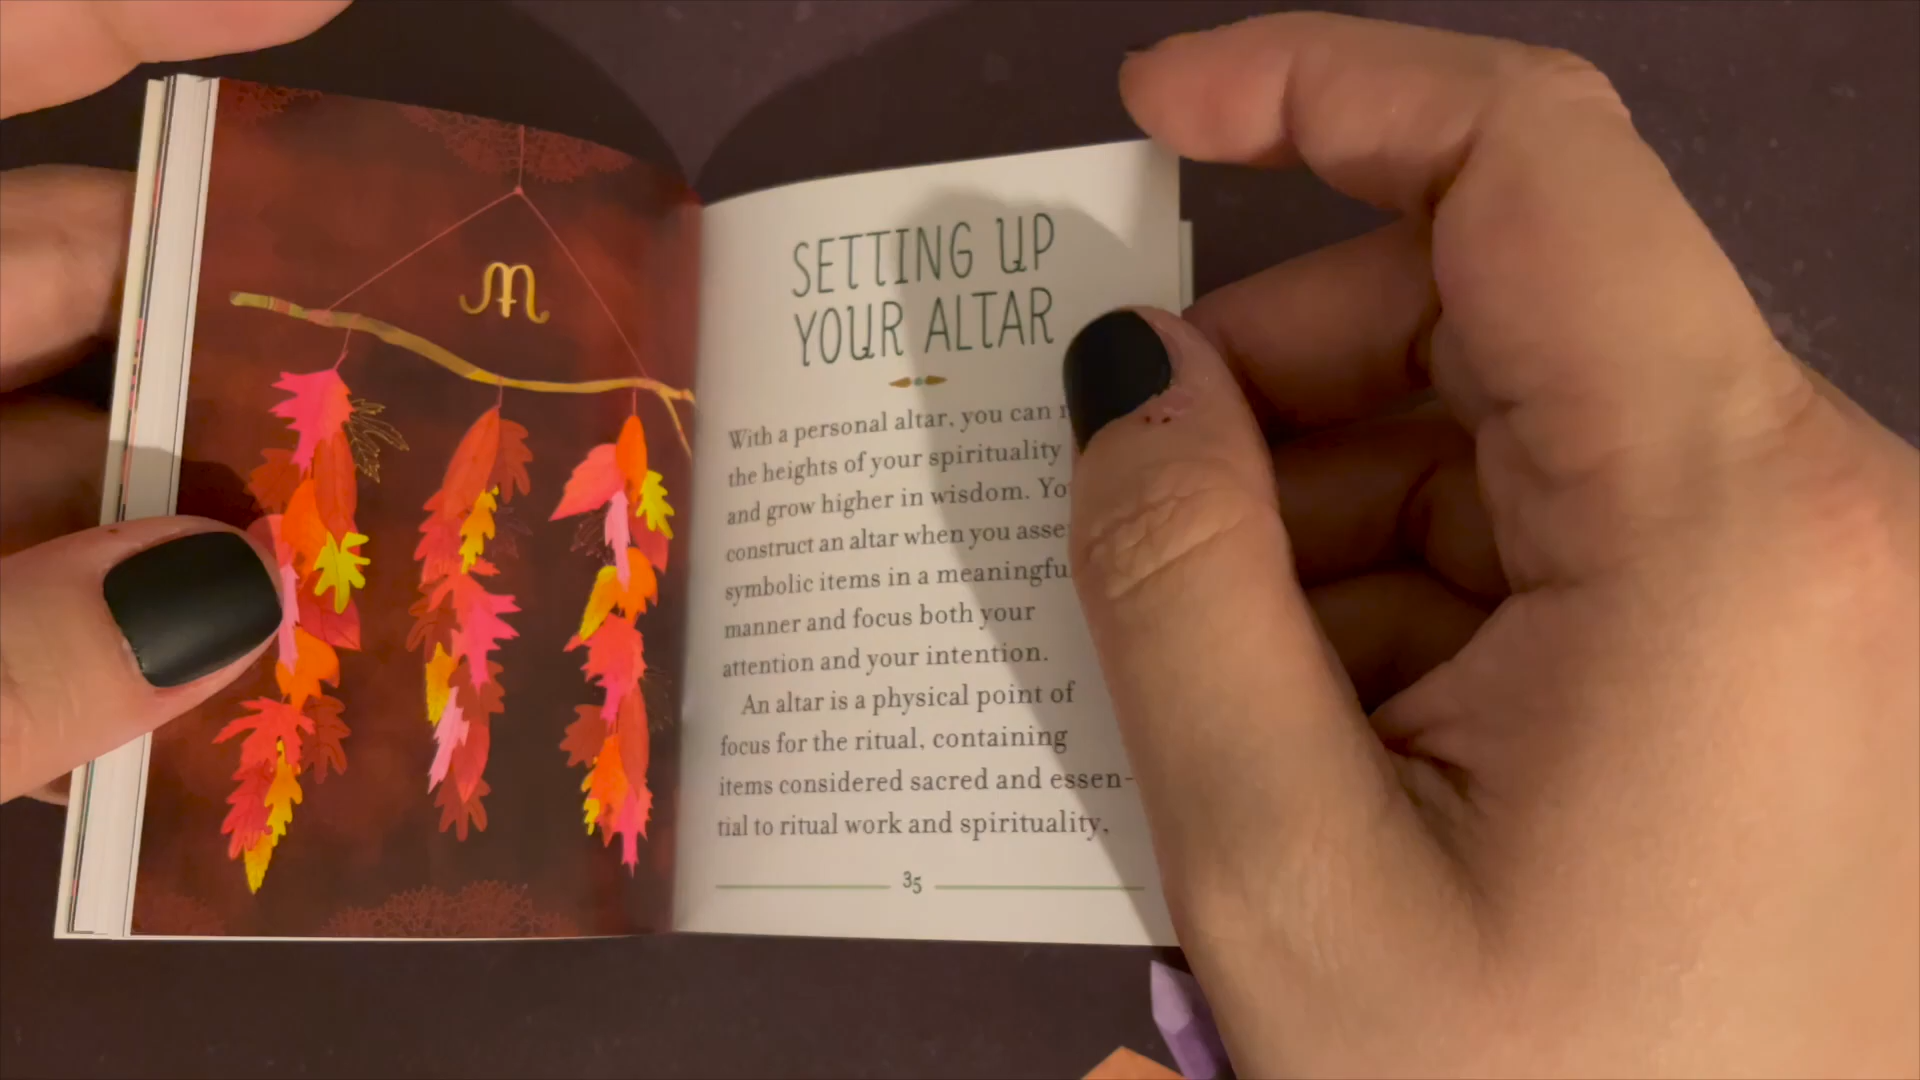 SETTING UP
YOUR ALTAR
With a personal altar, you can
the heights of your spirituality
and grow higher in wisdom.
construct an altar when you
symbolic items in a
manner and focus both your
attention and your intention.
An altar is a physical point of
focus for the ritual, containing
items considered sacred and essen-
tial to ritual work and spirituality,
35